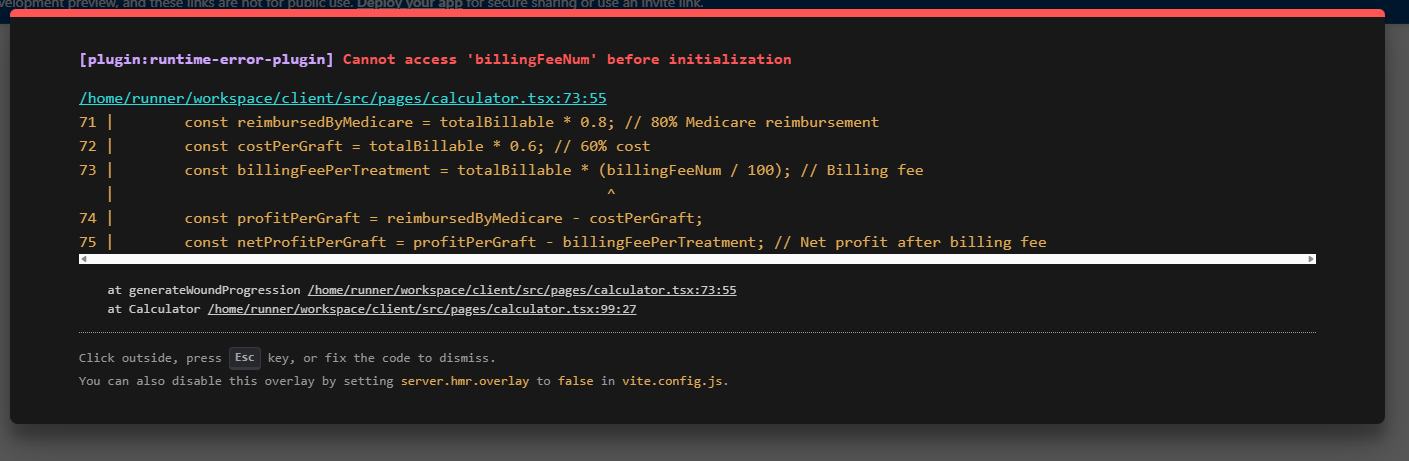 velopment preview, and these links are not for public use. Deploy your app for secure sharing or use an invite link.
[plugin:runtime-error-plugin] Cannot access 'billingFeeNum' before initialization
/home/runner/workspace/client/src/pages/calculator.tsx:73:55
71 |        const reimbursedByMedicare = totalBillable * 0.8; // 80% Medicare reimbursement
72 |        const costPerGraft = totalBillable * 0.6; // 60% cost
73 |        const billingFeePerTreatment = totalBillable * (billingFeeNum / 100); // Billing fee
   |                                                        ^
74 |        const profitPerGraft = reimbursedByMedicare - costPerGraft;
75 |        const netProfitPerGraft = profitPerGraft - billingFeePerTreatment; // Net profit after billing fee
at generateWoundProgression /home/runner/workspace/client/src/pages/calculator.tsx:73:55
at Calculator /home/runner/workspace/client/src/pages/calculator.tsx:99:27
Click outside, press Esc key, or fix the code to dismiss.
You can also disable this overlay by setting server.hmr.overlay to false in vite.config.js.